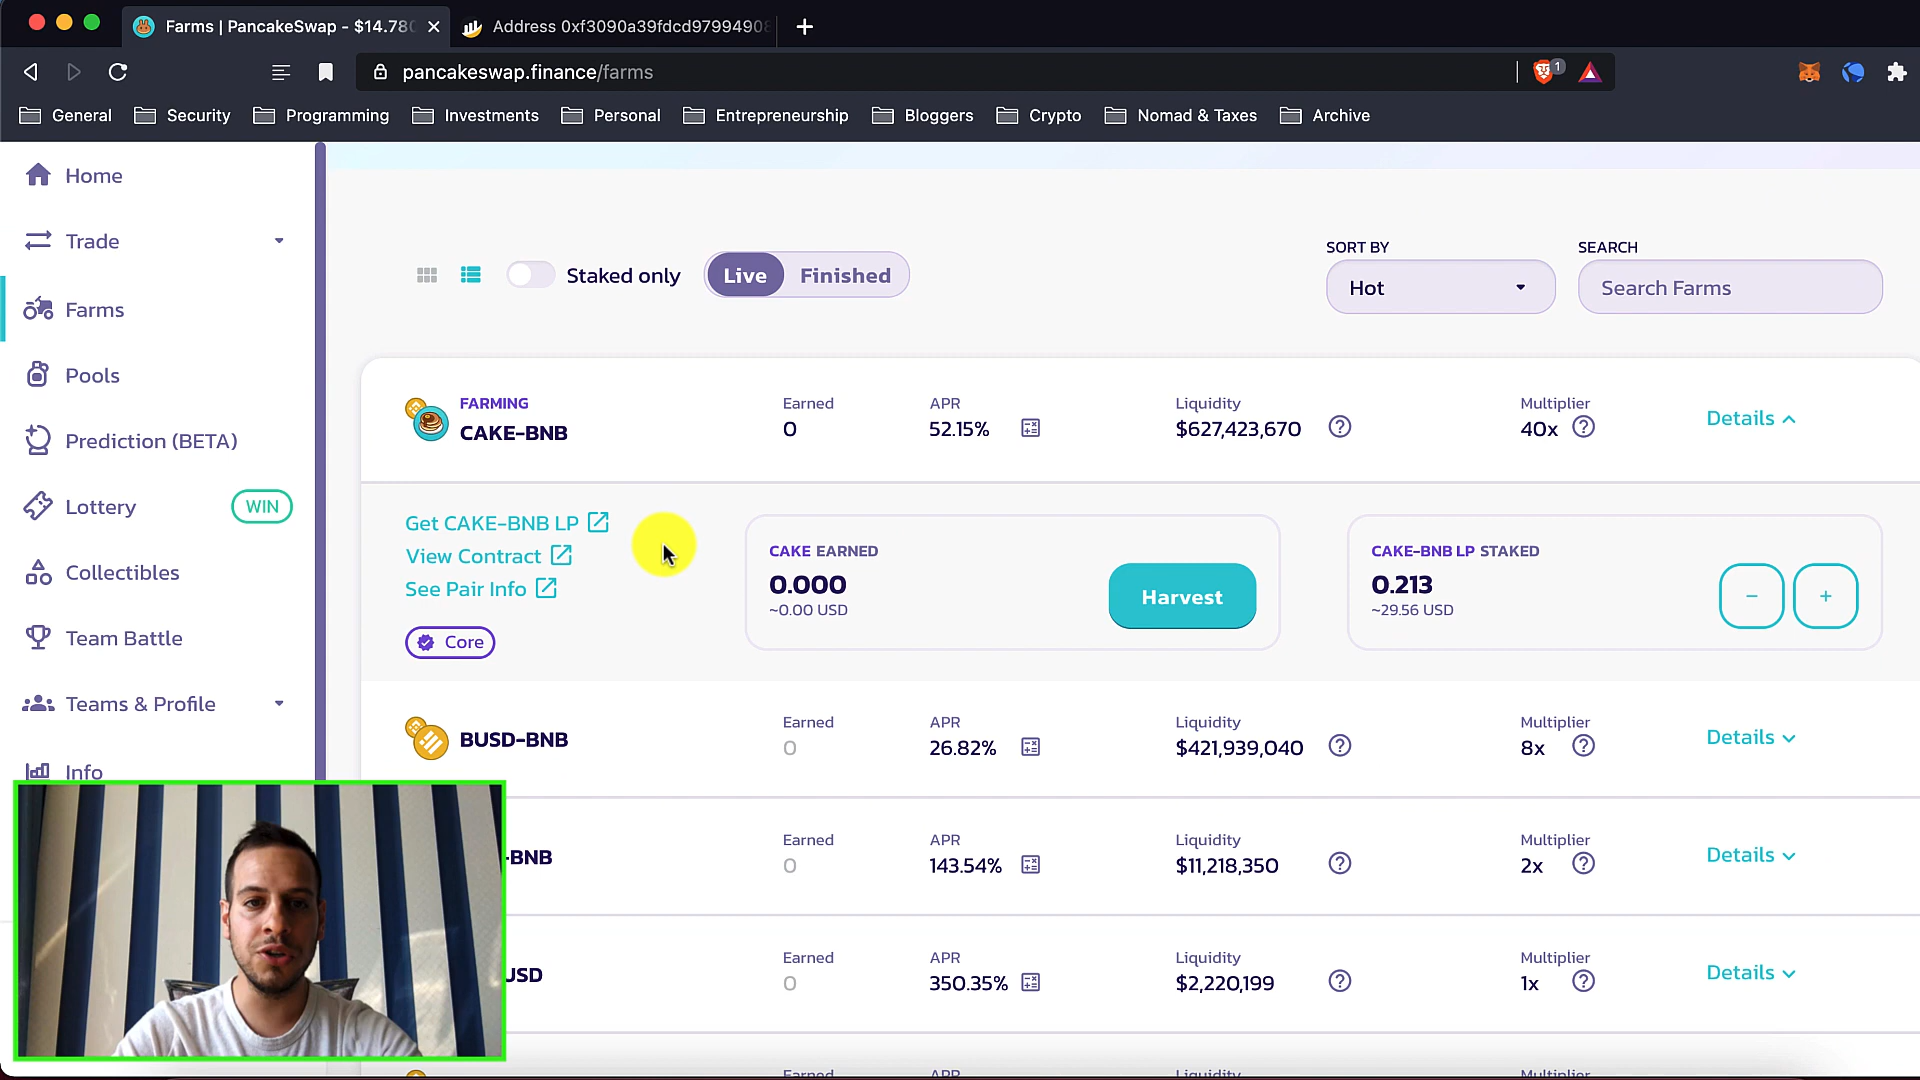 Farms | PancakeSwap - $14.780
Address 0xf3090a39fdcd9799490
pancakeswap.finance/farms
1
General
Security
Programming
Investments
Personal
Entrepreneurship
Bloggers
Crypto
Nomad & Taxes
Archive
Home
Trade
Farms
Pools
Prediction (BETA)
Lottery
WIN
Collectibles
Team Battle
Teams & Profile
Info
Staked only
Live
Finished
SORT BY
Hot
SEARCH
Search Farms
FARMING
CAKE-BNB
Earned
0
APR
52.15%
Liquidity
$627,423,670
Multiplier
40x
Details
Get CAKE-BNB LP
View Contract
See Pair Info
Core
CAKE EARNED
0.000
~0.00 USD
Harvest
CAKE-BNB LP STAKED
0.213
~29.56 USD
BUSD-BNB
Earned
0
APR
26.82%
Liquidity
$421,939,040
Multiplier
8x
Details
-BNB
Earned
0
APR
143.54%
Liquidity
$11,218,350
Multiplier
2x
Details
USD
Earned
0
APR
350.35%
Liquidity
$2,220,199
Multiplier
1x
Details
Earned
APR
Liquidity
Multiplier